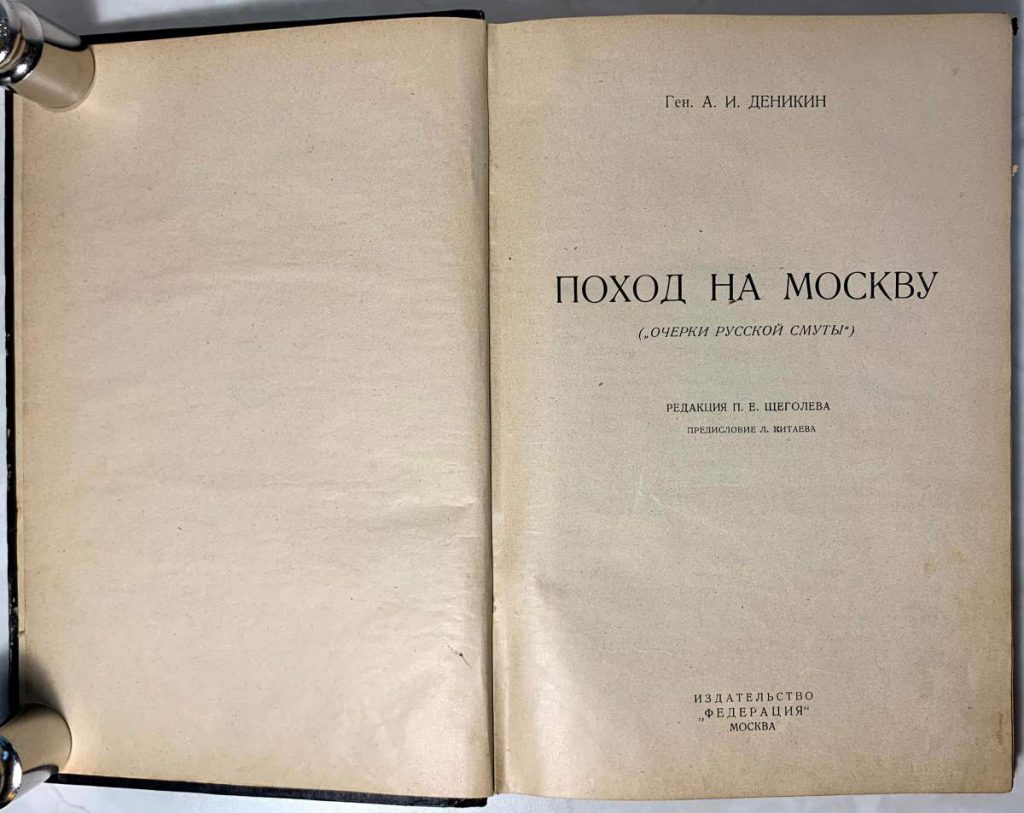 Ген. А. И. ДЕНИКИН
ПОХОД НА МОСКВУ
(„ОЧЕРКИ РУССКОЙ СМУТЫ“)
РЕДАКЦИЯ П. Е. ЩЕГОЛЕВА
ПРЕДИСЛОВИЕ Л. КИТАЕВА
ИЗДАТЕЛЬСТВО
„ФЕДЕРАЦИЯ“
МОСКВА